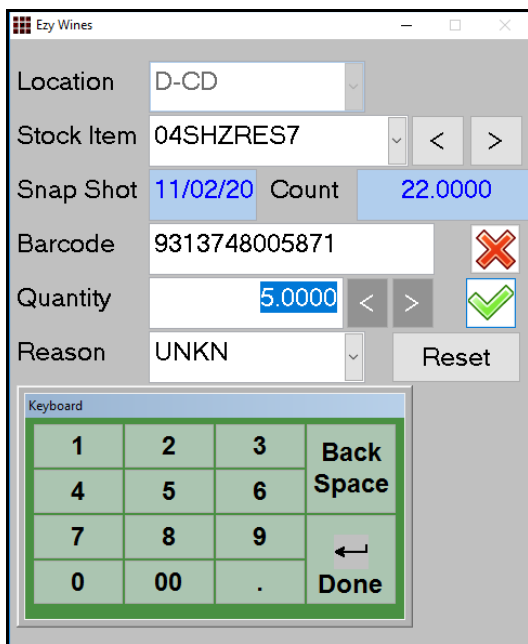 Ezy Wines
Location D-CD
Stock Item 04SHZRES7 < >
Snap Shot 11/02/20 Count 22.0000
Barcode 9313748005871
Quantity 5.0000 < >
Reason UNKN Reset
Keyboard
1 2 3 Back Space
4 5 6
7 8 9
0 00 . Done